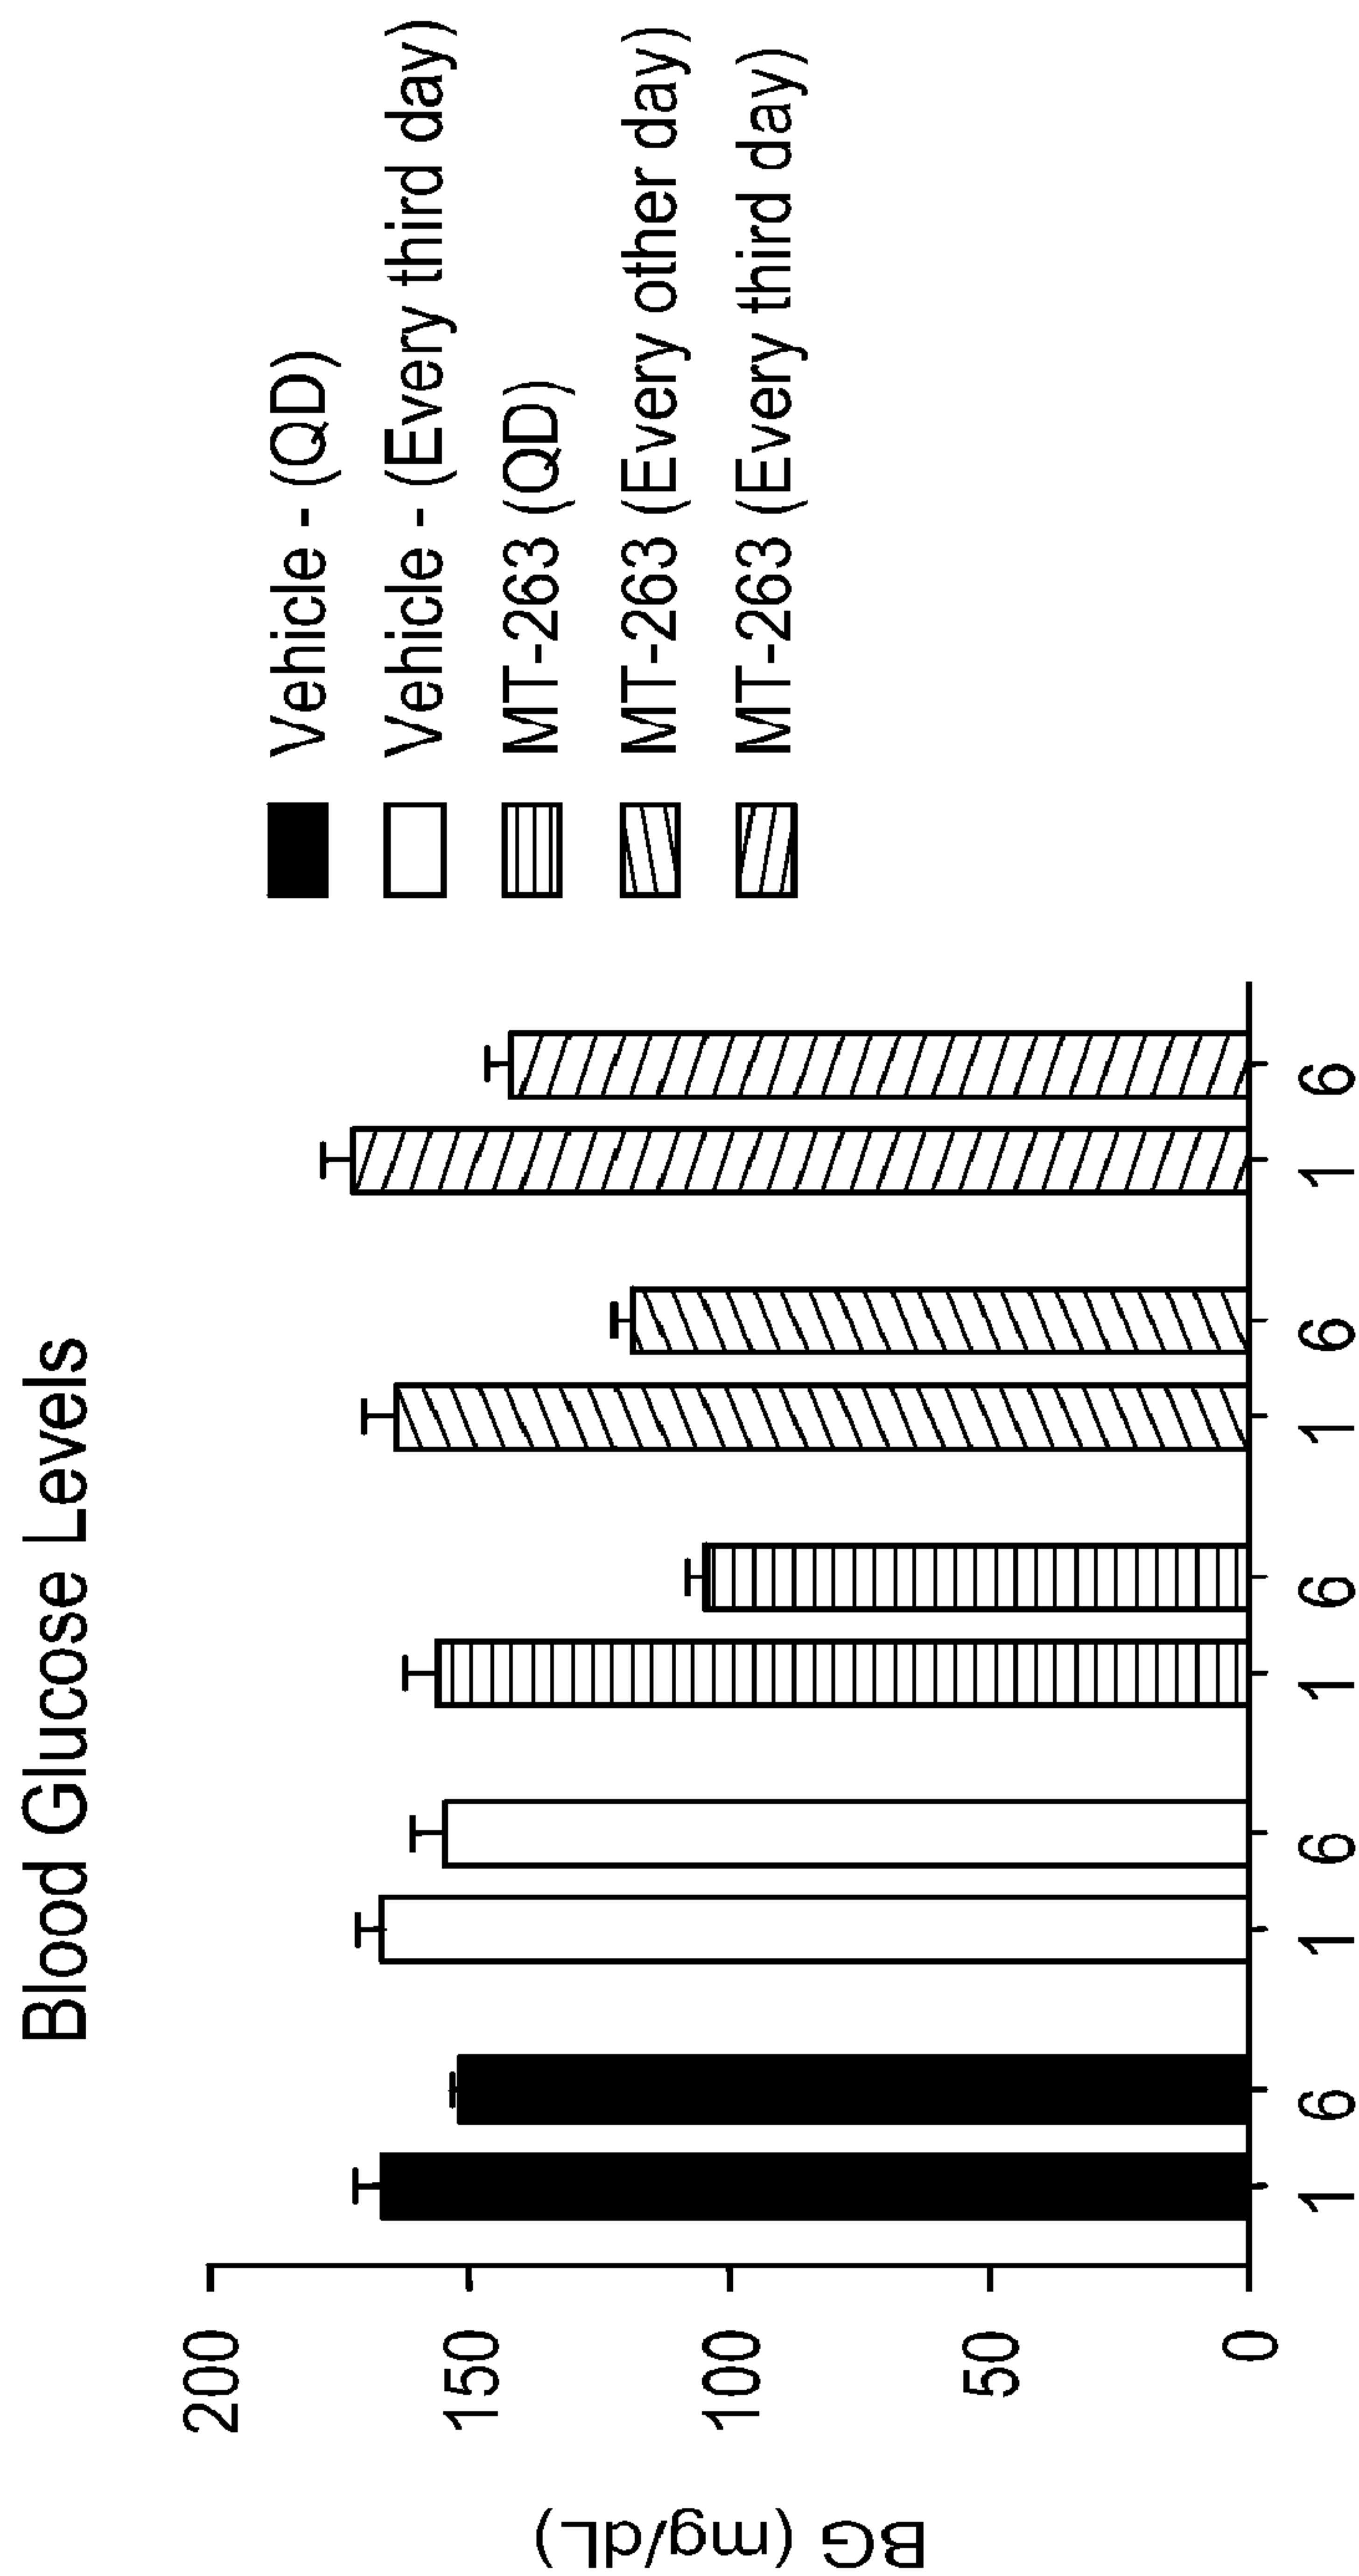 Blood Glucose Levels
BG (mg/dL)
200
150
100
50
0
1 6 1 6 1 6 1 6 1 6
Vehicle - (QD)
Vehicle - (Every third day)
MT-263 (QD)
MT-263 (Every other day)
MT-263 (Every third day)